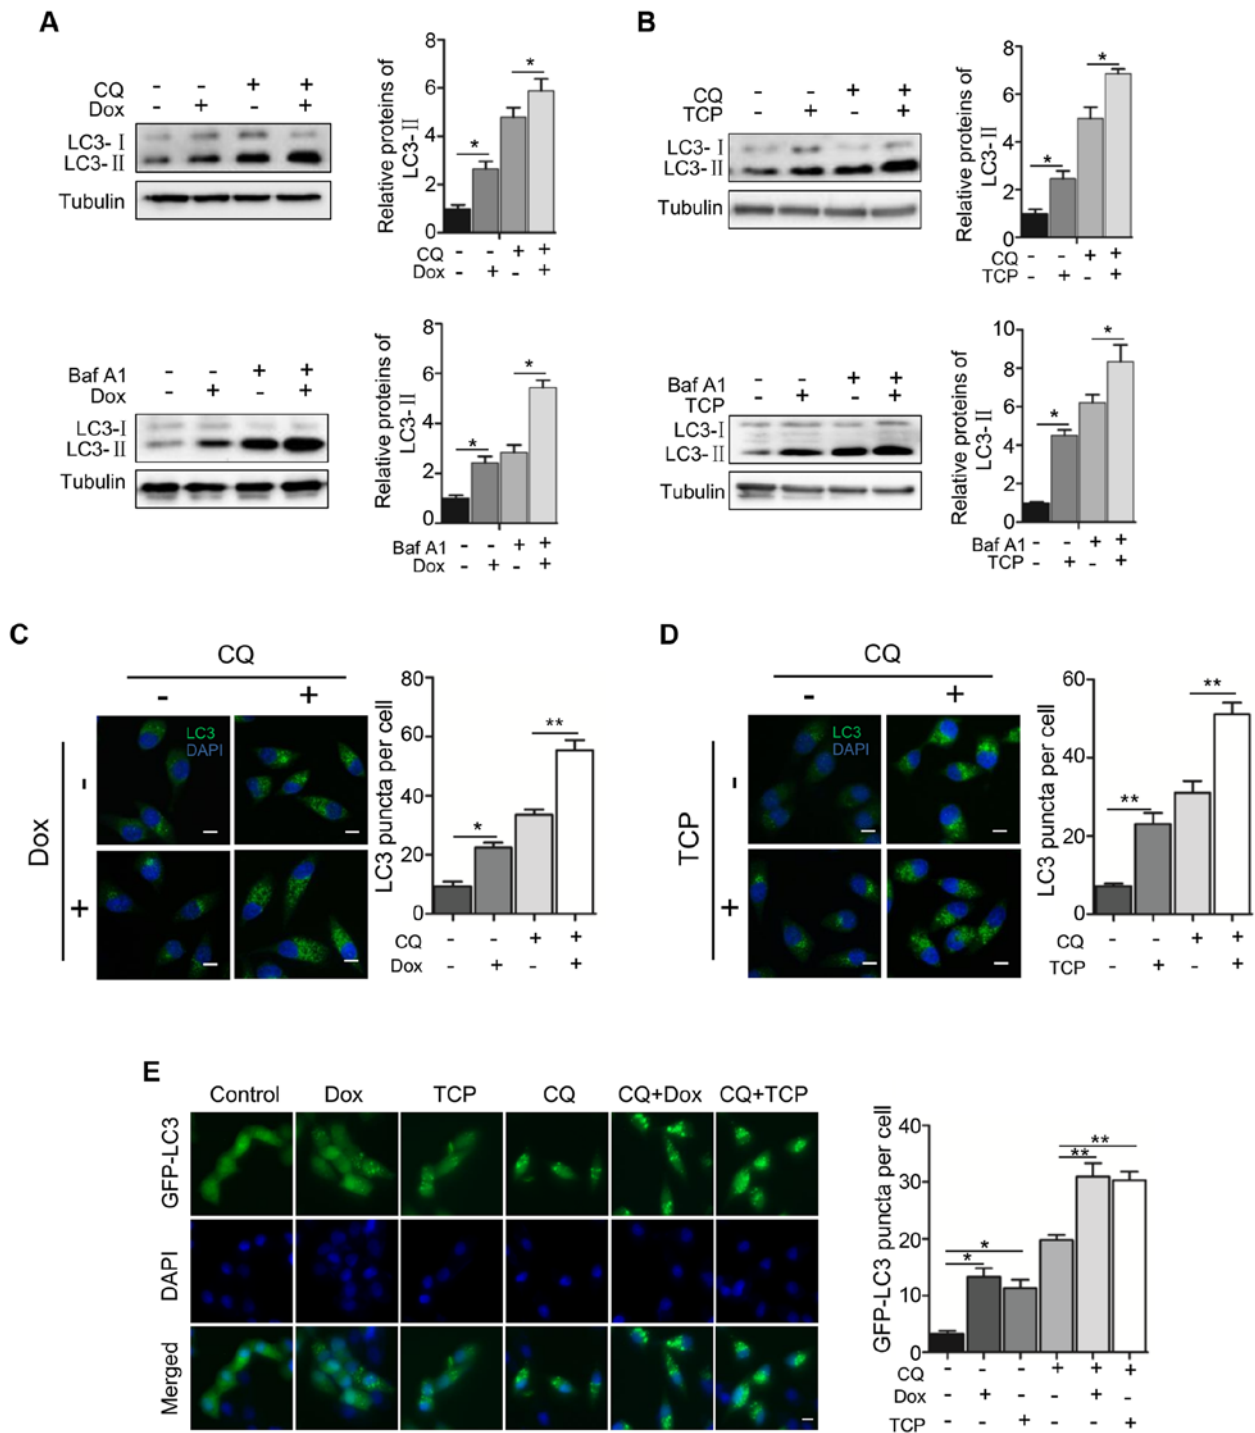 A
CQ - - + +
Dox - + - +
LC3-Ⅰ
LC3-Ⅱ
Tubulin
Relative proteins of
LC3-Ⅱ
8
6
4
2
0
*
*
CQ - - + +
Dox - + - +
Baf A1 - - + +
Dox - + - +
LC3-Ⅰ
LC3-Ⅱ
Tubulin
Relative proteins of
LC3-Ⅱ
8
6
4
2
0
*
*
Baf A1 - - + +
Dox - + - +
B
CQ - - + +
TCP - + - +
LC3-Ⅰ
LC3-Ⅱ
Tubulin
Relative proteins of
LC3-Ⅱ
8
6
4
2
0
*
*
CQ - - + +
TCP - + - +
Baf A1 - - + +
TCP - + - +
LC3-Ⅰ
LC3-Ⅱ
Tubulin
Relative proteins of
LC3-Ⅱ
10
8
6
4
2
0
*
*
Baf A1 - - + +
TCP - + - +
C
CQ
- +
Dox
-
+
LC3
DAPI
LC3 puncta per cell
80
60
40
20
0
*
**
CQ - - + +
Dox - + - +
D
CQ
- +
TCP
-
+
LC3
DAPI
LC3 puncta per cell
60
40
20
0
**
**
CQ - - + +
TCP - + - +
E
Control Dox TCP CQ CQ+Dox CQ+TCP
GFP-LC3
DAPI
Merged
GFP-LC3 puncta per cell
40
30
20
10
0
*
*
**
**
CQ - - - + + +
Dox - + - - + -
TCP - - + - - +